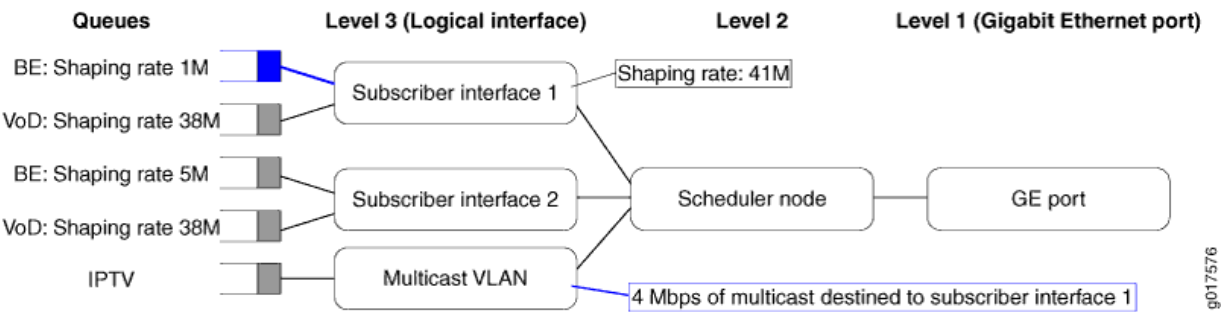 Queues Level 3 (Logical interface) Level 2 Level 1 (Gigabit Ethernet port)
BE: Shaping rate 1M
Subscriber interface 1
Shaping rate: 41M
VoD: Shaping rate 38M
BE: Shaping rate 5M
Subscriber interface 2
Scheduler node
GE port
VoD: Shaping rate 38M
IPTV
Multicast VLAN
4 Mbps of multicast destined to subscriber interface 1
g017576